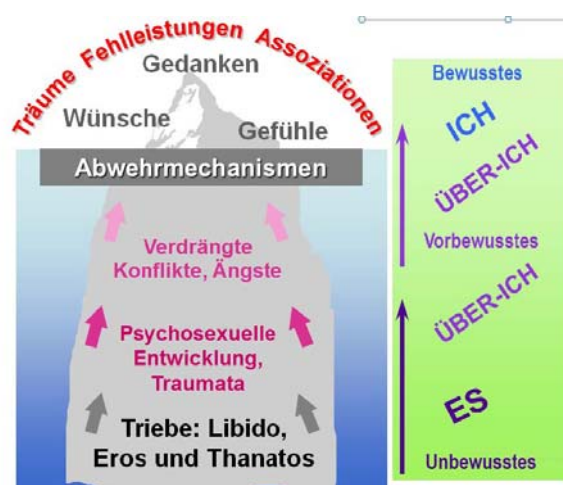 Träume Fehlleistungen Assoziationen
Gedanken
Wünsche
Gefühle
Abwehrmechanismen
Verdrängte
Konflikte, Ängste
Psychosexuelle
Entwicklung,
Traumata
Triebe: Libido,
Eros und Thanatos
Bewusstes
ICH
ÜBER-ICH
Vorbewusstes
ÜBER-ICH
ES
Unbewusstes